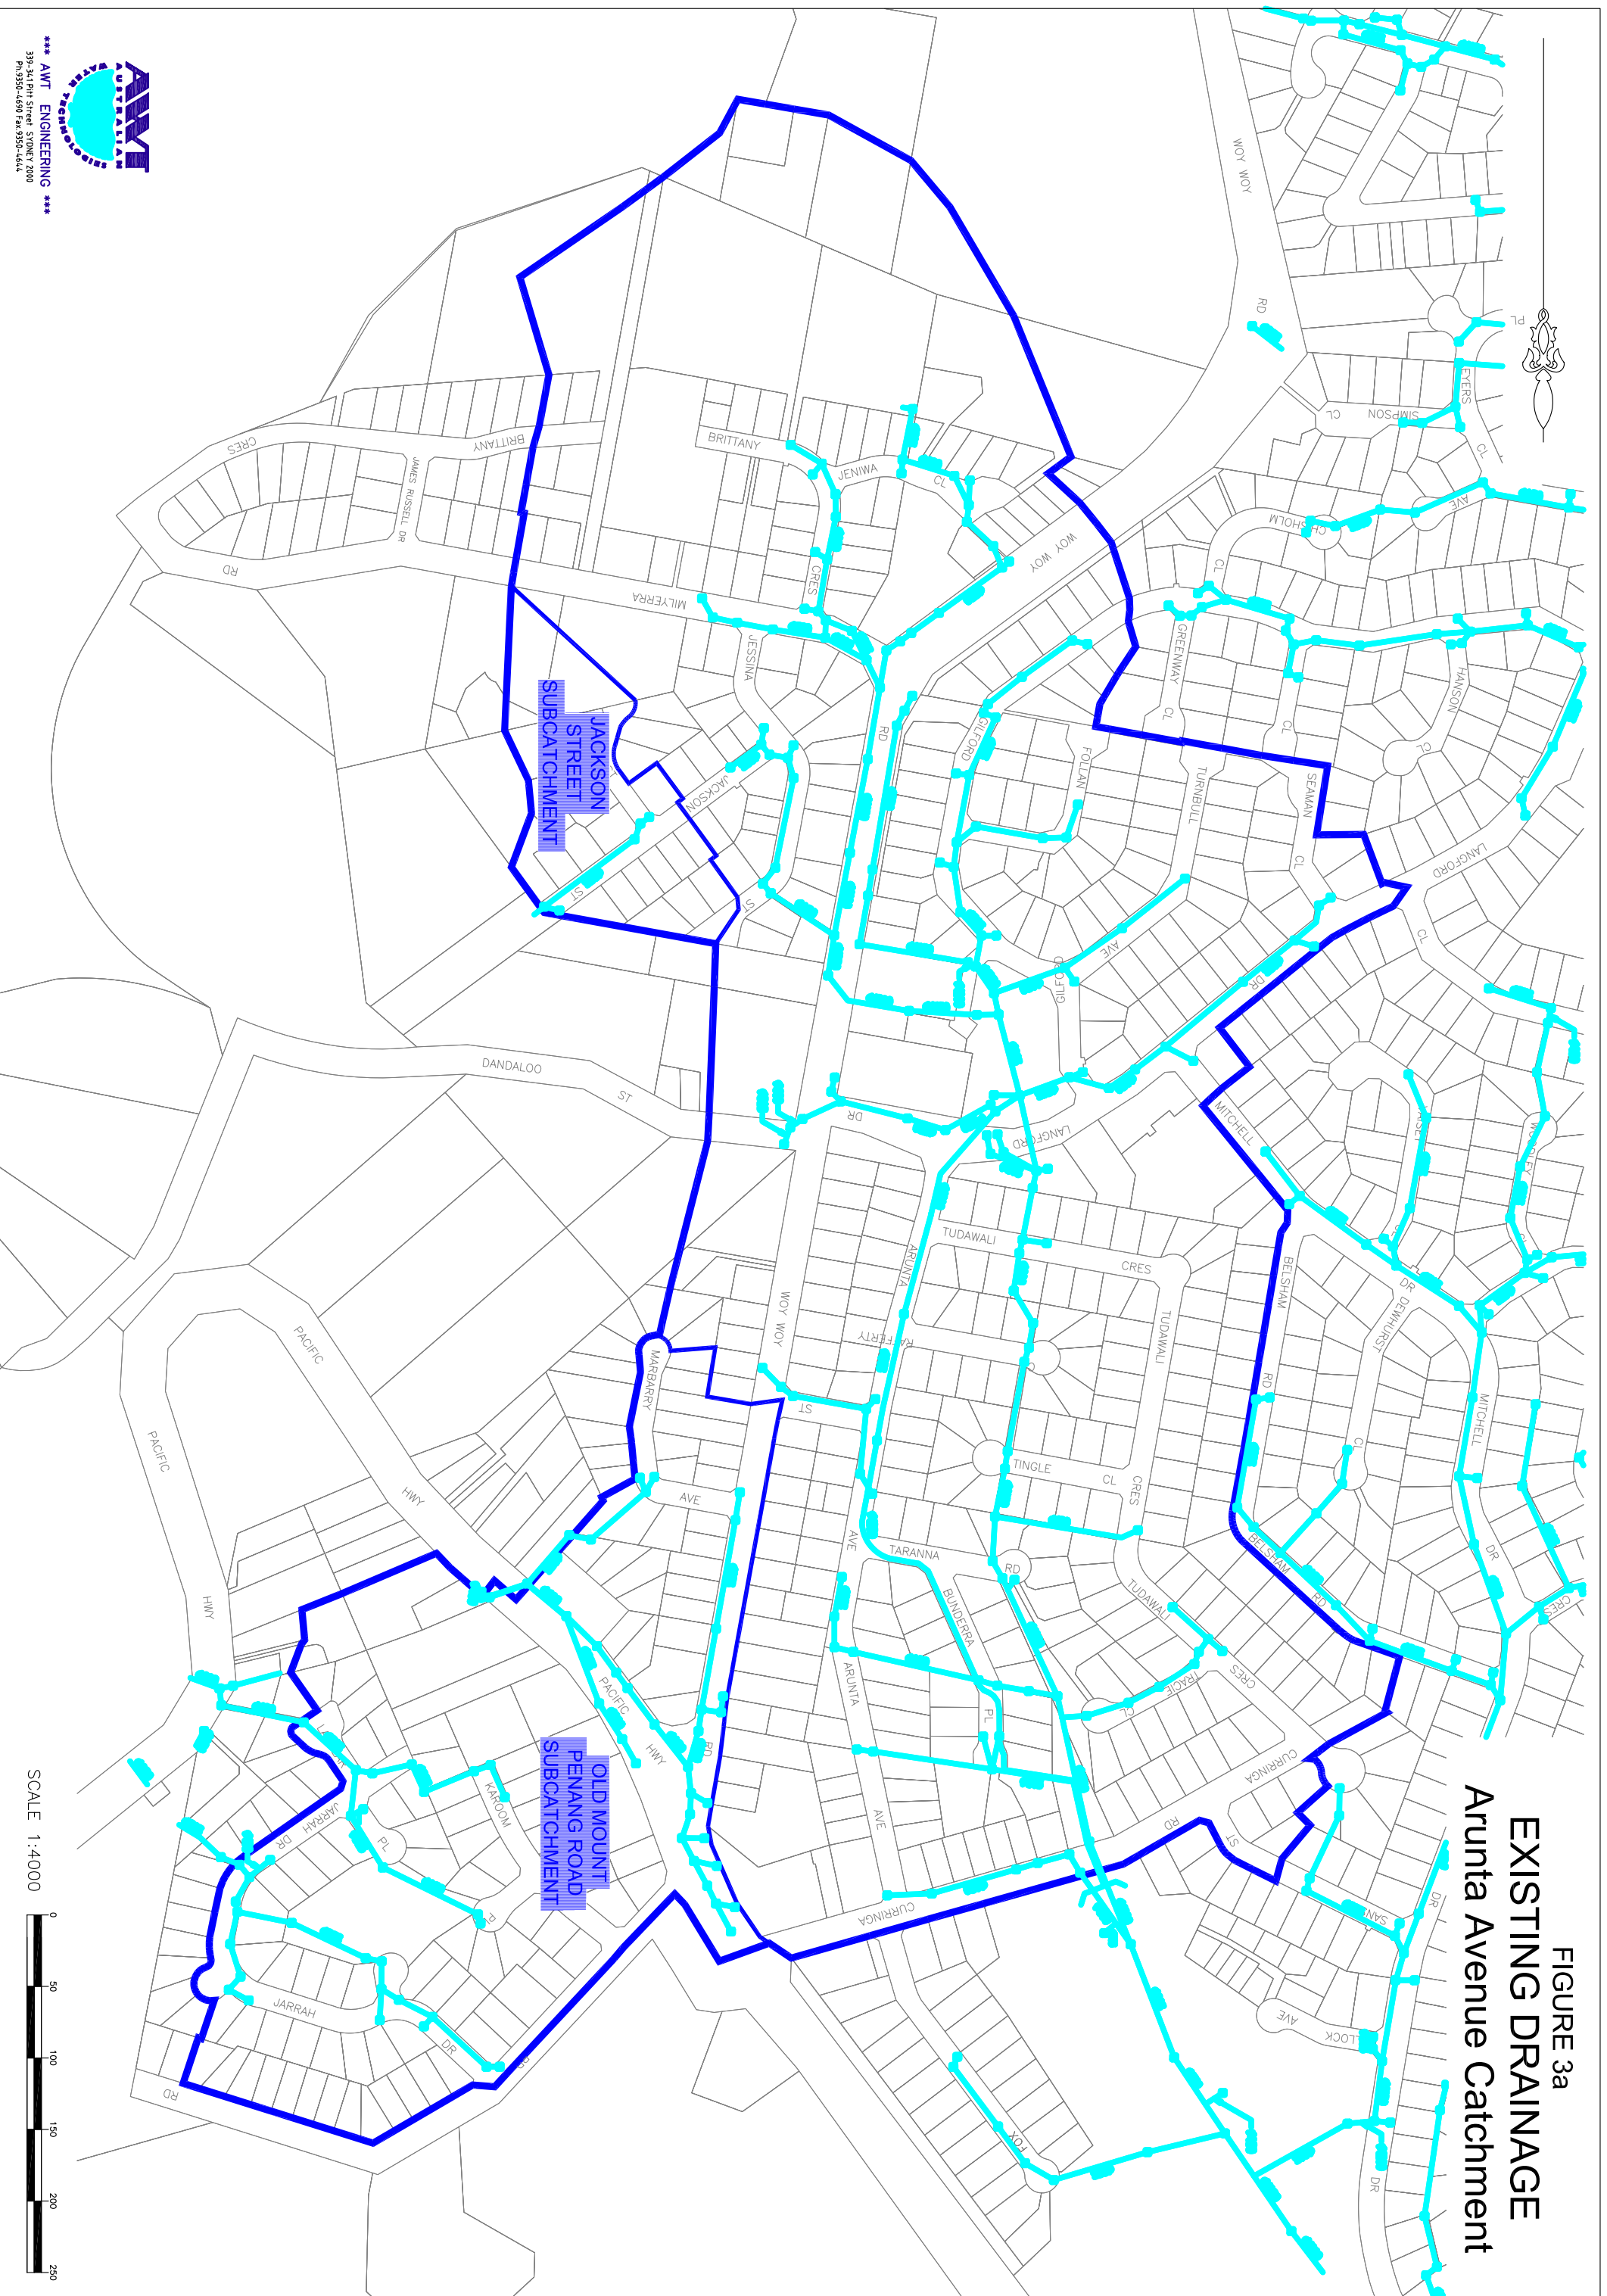 FIGURE 3a
EXISTING DRAINAGE
Arunta Avenue Catchment
WOY WOY
RD
PL
EYERS
CL
SIMPSON
CL
AVE
CHISHOLM
CL
BRITTANY
JENIWA
CL
CRES
WOY WOY
BRITTANY
CRES
JAMES RUSSELL DR
RD
MILYERRA
JESSINA
GREENWAY
CL
HANSON
CL
CL
SEAMAN
CL
TURNBULL
FOLLAN
GILFORD
RD
LANGFORD
CL
JACKSON
STREET
SUBCATCHMENT
JACKSON
ST
ST
AVE
GILFORD
DR
DANDALOO
ST
DR
LANGFORD
MITCHELL
DR
BELSHAM
RD
DEWHURST
CL
MITCHELL
DR
CRES
TUDAWALI
CRES
TUDAWALI
CRES
ARUNTA
RAFFERTY
WOY WOY
ST
MARBARRY
AVE
TINGLE
CL
AVE
TARANNA
RD
BUNDERRA
PL
TUDAWALI
CRES
TRACIE
CL
BELSHAM
RD
CURRINGA
RD
ST
ARUNTA
AVE
CURRINGA
PACIFIC
HWY
PACIFIC
HWY
PACIFIC
HWY
RD
OLD MOUNT
PENANG ROAD
SUBCATCHMENT
KAROOM
PL
JARRAH
DR
PL
JARRAH
DR
RD
DR
AVE
DR
FOX
SCALE 1:4000
0 50 100 150 200 250
AWT
AUSTRALIAN
WATER TECHNOLOGIES
*** AWT ENGINEERING ***
339-341 Pitt Street SYDNEY 2000
Ph.9350-4690 Fax.9350-4644